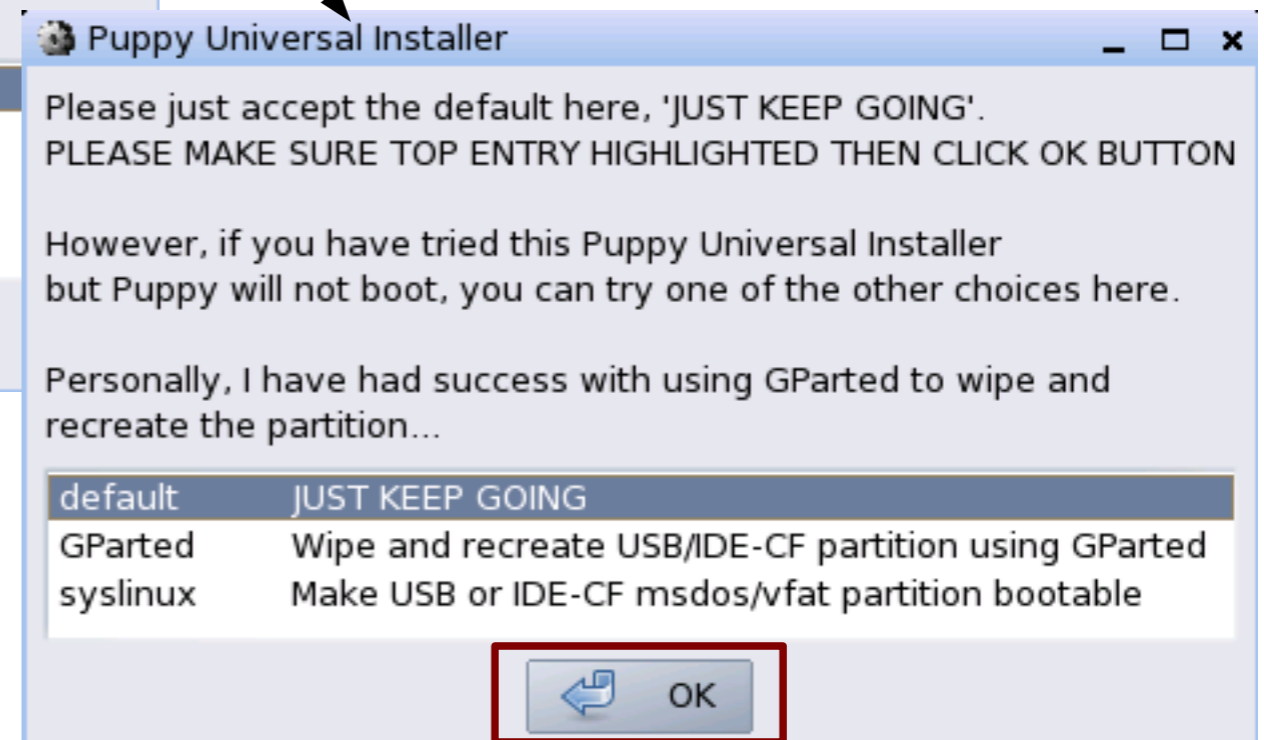 Puppy Universal Installer
Please just accept the default here, 'JUST KEEP GOING'.
PLEASE MAKE SURE TOP ENTRY HIGHLIGHTED THEN CLICK OK BUTTON
However, if you have tried this Puppy Universal Installer
but Puppy will not boot, you can try one of the other choices here.
Personally, I have had success with using GParted to wipe and
recreate the partition...
default JUST KEEP GOING
GParted Wipe and recreate USB/IDE-CF partition using GParted
syslinux Make USB or IDE-CF msdos/vfat partition bootable
OK